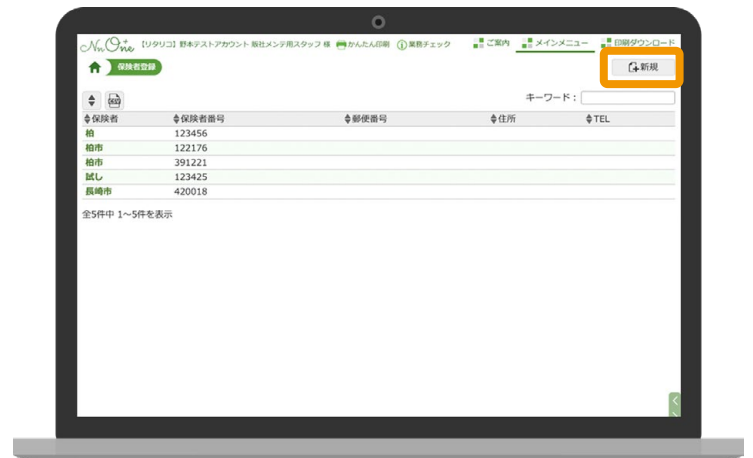 Nn One 【リタリコ】野本テストアカウント 販社メンテ用スタッフ 様 かんたん印刷 業務チェック ご案内 メインメニュー 印刷ダウンロード
保険者登録 新規
CSV キーワード：
保険者 保険者番号 郵便番号 住所 TEL
柏 123456
柏市 122176
柏市 391221
試し 123425
長崎市 420018
全5件中 1～5件を表示